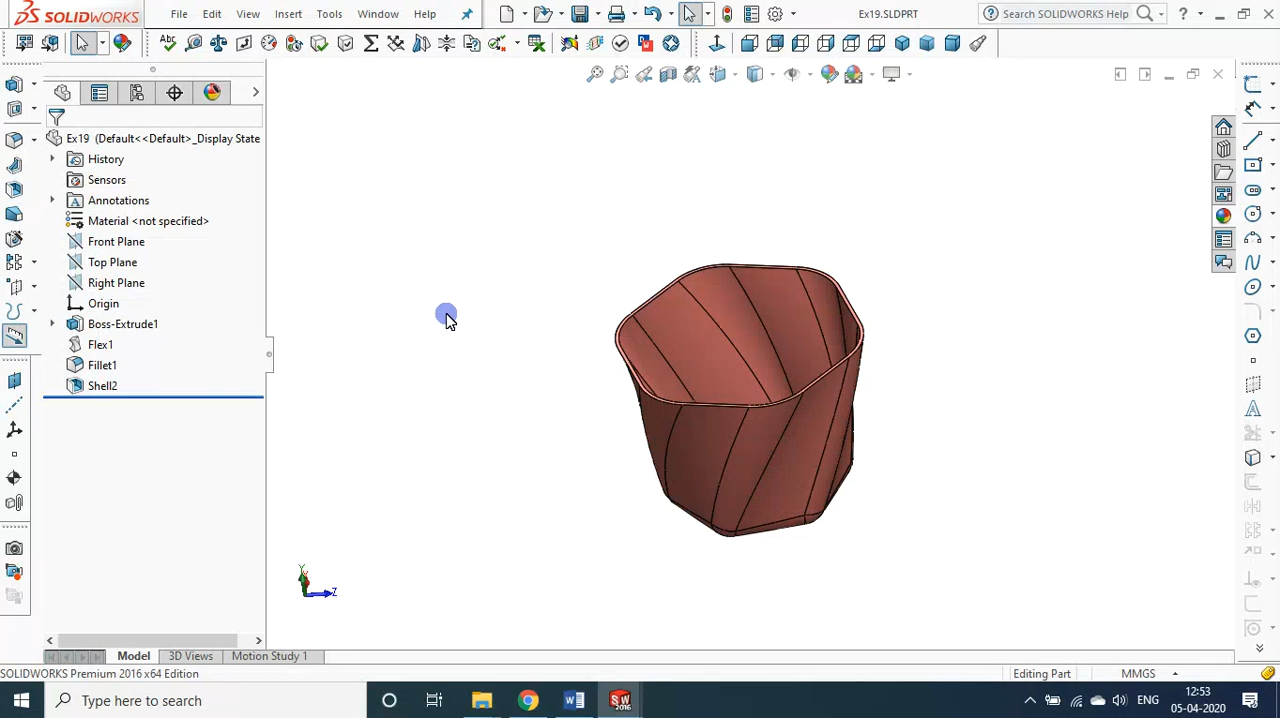 SOLIDWORKS
File Edit View Insert Tools Window Help
Ex19.SLDPRT
Search SOLIDWORKS Help
Ex19 (Default<<Default>_Display State
History
Sensors
Annotations
Material <not specified>
Front Plane
Top Plane
Right Plane
Origin
Boss-Extrude1
Flex1
Fillet1
Shell2
Y
Z
Model 3D Views Motion Study 1
SOLIDWORKS Premium 2016 x64 Edition
Editing Part
MMGS
Type here to search
SW
2016
ENG
12:53
05-04-2020